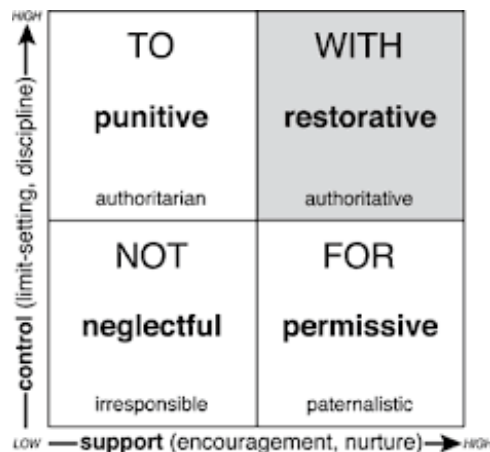 HIGH
TO
punitive
authoritarian
WITH
restorative
authoritative
NOT
neglectful
irresponsible
FOR
permissive
paternalistic
control (limit-setting, discipline)
LOW
support (encouragement, nurture)
HIGH